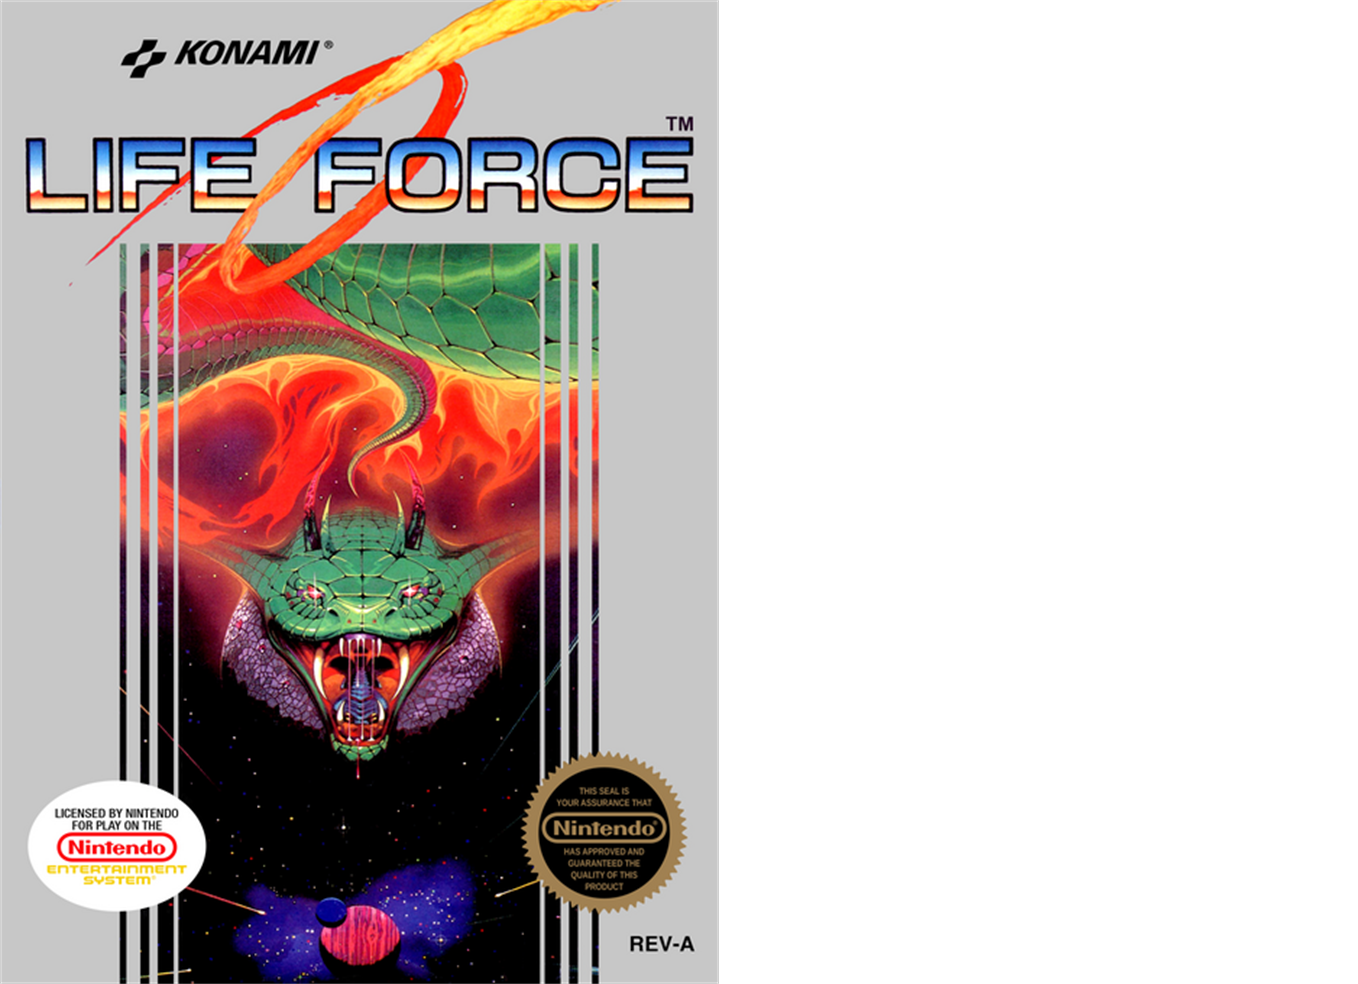 KONAMI®
LIFE FORCE™
LICENSED BY NINTENDO
FOR PLAY ON THE
Nintendo
ENTERTAINMENT
SYSTEM®
THIS SEAL IS
YOUR ASSURANCE THAT
Nintendo®
HAS APPROVED AND
GUARANTEED THE
QUALITY OF THIS
PRODUCT
REV-A